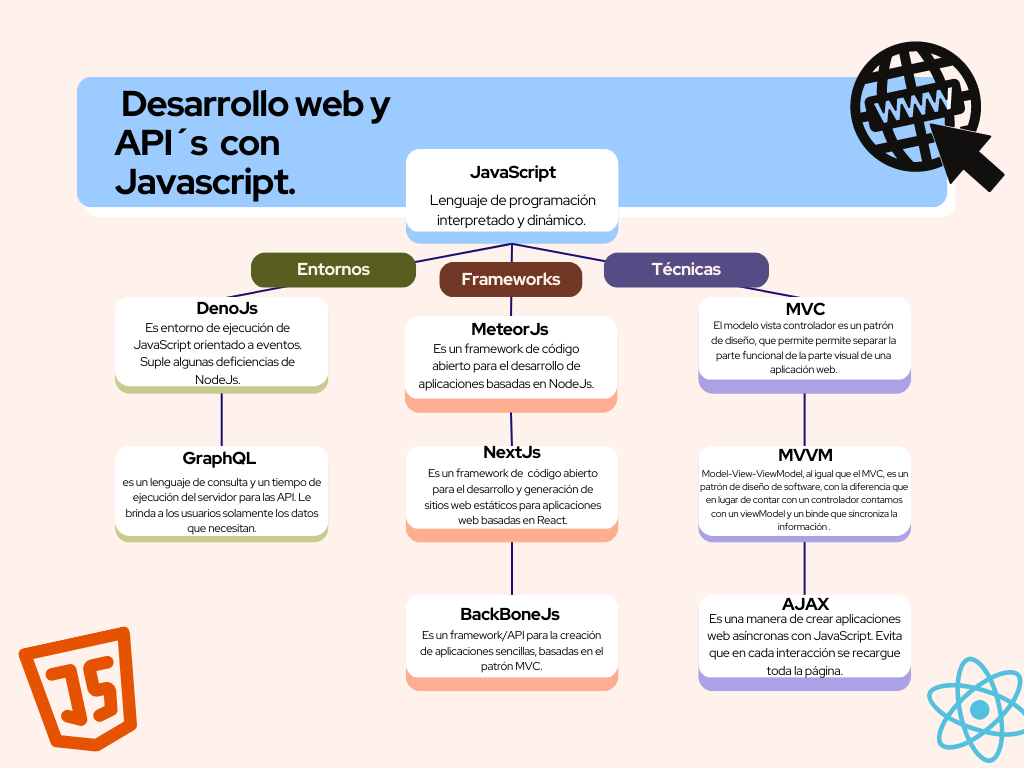 Desarrollo web y
API´s con
Javascript.
WWW
JavaScript
Lenguaje de programación
interpretado y dinámico.
Entornos
Frameworks
Técnicas
DenoJs
Es entorno de ejecución de
JavaScript orientado a eventos.
Suple algunas deficiencias de
NodeJs.
MeteorJs
Es un framework de código
abierto para el desarrollo de
aplicaciones basadas en NodeJs.
MVC
El modelo vista controlador es un patrón
de diseño, que permite permite separar la
parte funcional de la parte visual de una
aplicación web.
GraphQL
es un lenguaje de consulta y un tiempo de
ejecución del servidor para las API. Le
brinda a los usuarios solamente los datos
que necesitan.
NextJs
Es un framework de código abierto
para el desarrollo y generación de
sitios web estáticos para aplicaciones
web basadas en React.
MVVM
Model-View-ViewModel, al igual que el MVC, es un
patrón de diseño de software, con la diferencia que
en lugar de contar con un controlador contamos
con un viewModel y un binde que sincroniza la
información .
BackBoneJs
Es un framework/API para la creación
de aplicaciones sencillas, basadas en el
patrón MVC.
AJAX
Es una manera de crear aplicaciones
web asíncronas con JavaScript. Evita
que en cada interacción se recargue
toda la página.
JS